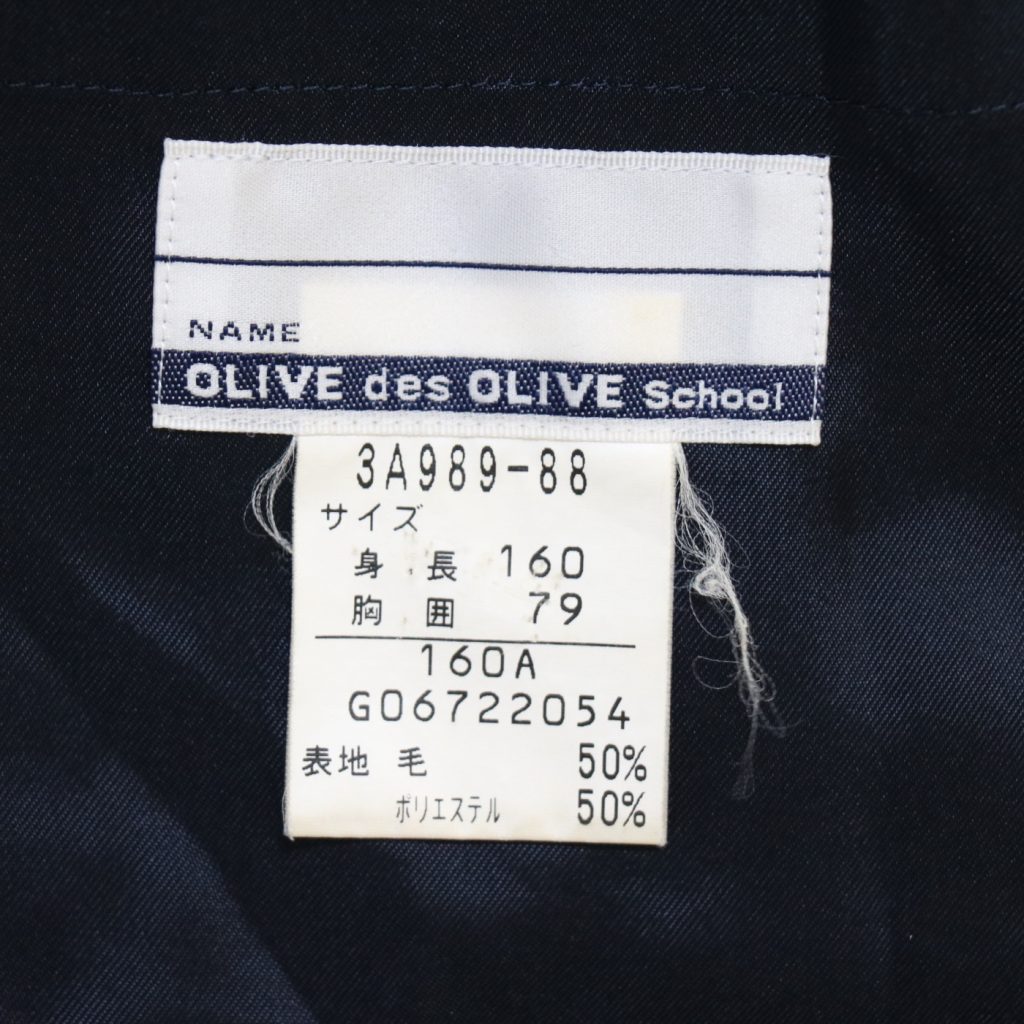 NAME
OLIVE des OLIVE School
3A989-88
サイズ
身 長 160
胸 囲 79
160A
G06722054
表地 毛 50%
ポリエステル 50%